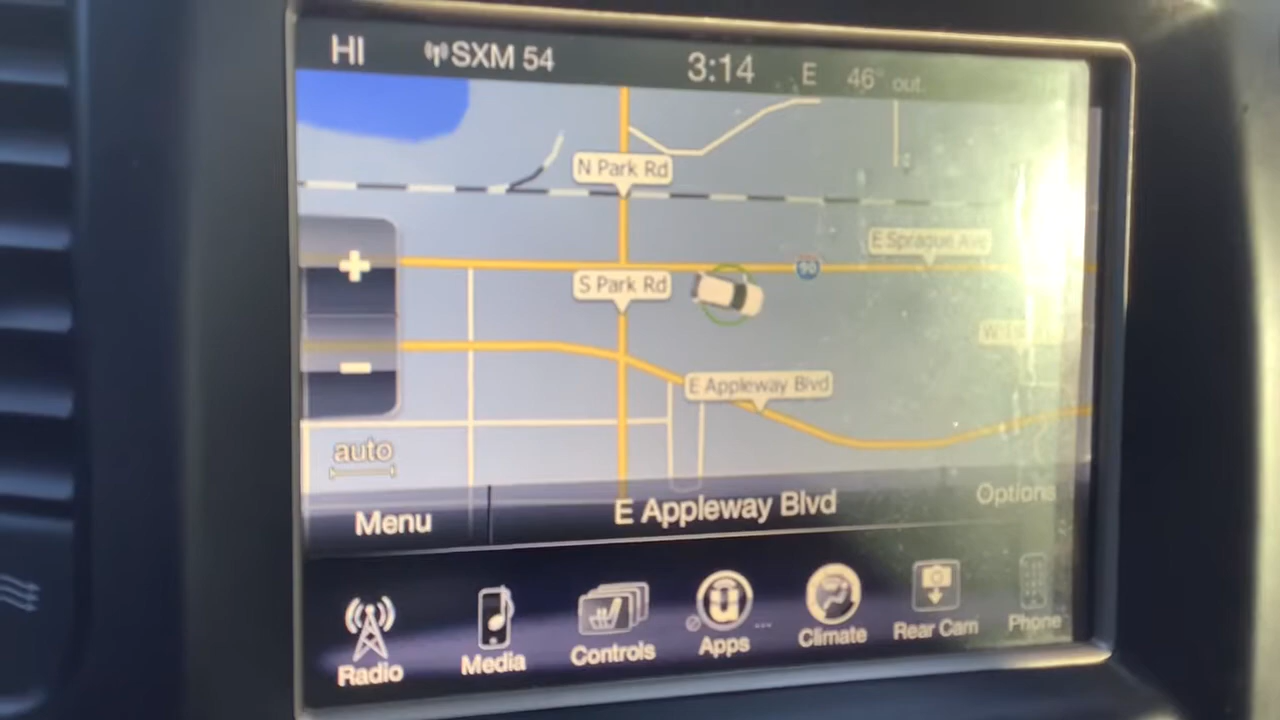 HI SXM 54 3:14 E 46° out.
N Park Rd
E Sprague Ave
90
S Park Rd
+
E Appleway Blvd
−
auto
Menu E Appleway Blvd Options
Radio Media Controls Apps ... Climate Rear Cam Phone